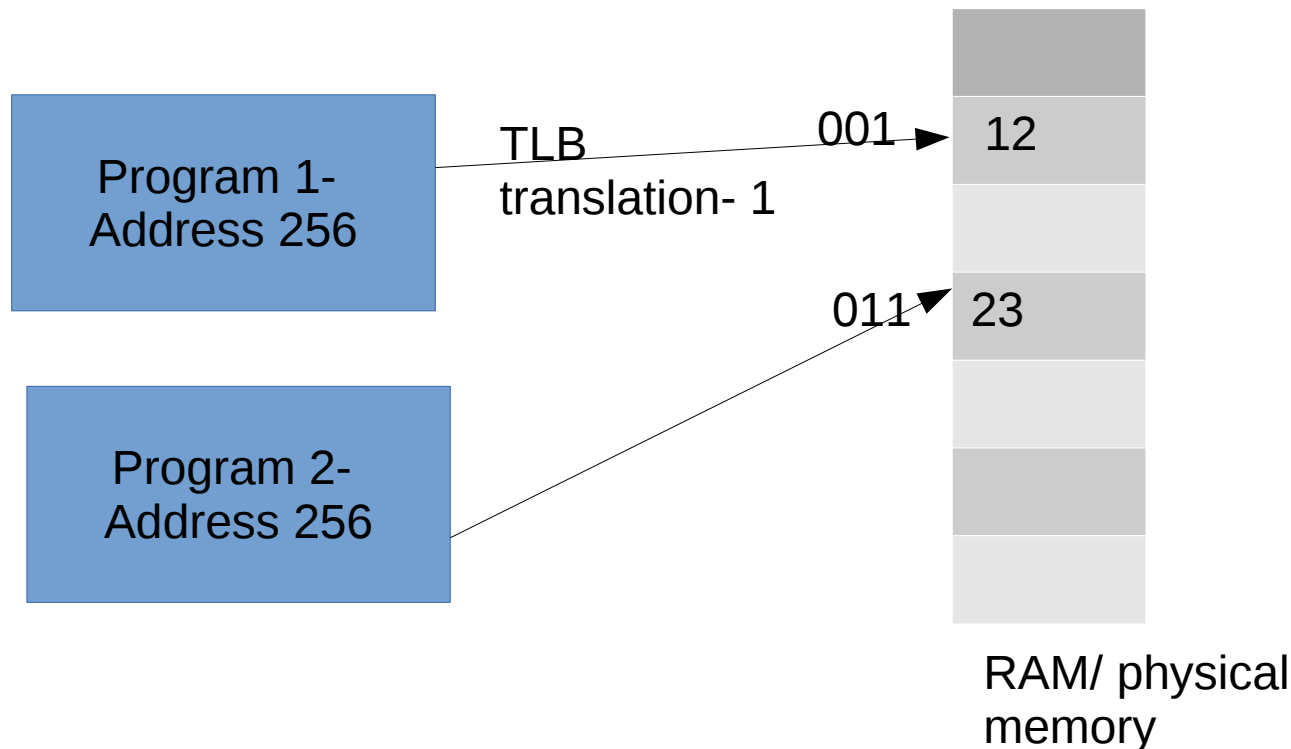 Program 1-
Address 256
TLB
translation- 1
001
12
011
23
Program 2-
Address 256
RAM/ physical
memory